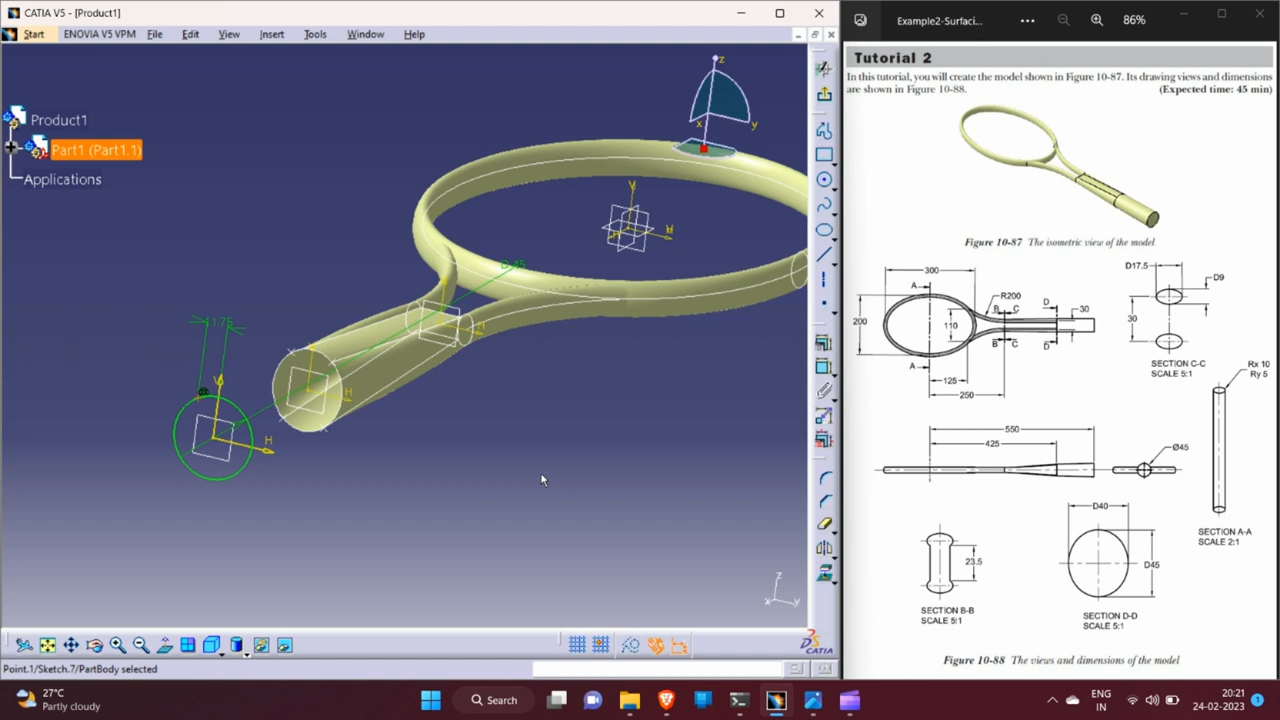 CATIA V5 - [Product1]
Start
ENOVIA V5 VPM
File
Edit
View
Insert
Tools
Window
Help
Product1
Part1 (Part1.1)
Applications
z
x
y
V
H
D 45
11.75
V
H
H
z
x
y
CATIA
Point.1/Sketch.7/PartBody selected
Example2-Surfaci...
86%
Tutorial 2
In this tutorial, you will create the model shown in Figure 10-87. Its drawing views and dimensions
are shown in Figure 10-88.
(Expected time: 45 min)
Figure 10-87 The isometric view of the model
300
A
R200
B
C
D
30
200
110
B
C
D
A
125
250
D17.5
D9
30
SECTION C-C
SCALE 5:1
Rx 10
Ry 5
550
425
Ø45
SECTION A-A
SCALE 2:1
23.5
SECTION B-B
SCALE 5:1
D40
D45
SECTION D-D
SCALE 5:1
Figure 10-88 The views and dimensions of the model
27°C
Partly cloudy
Search
ENG
IN
20:21
24-02-2023
1